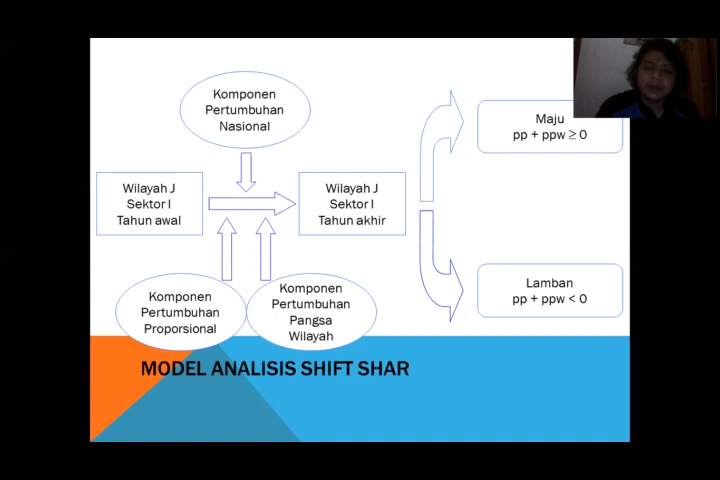 Komponen
Pertumbuhan
Nasional
Maju
pp + ppw ≥ 0
Wilayah J
Sektor I
Tahun awal
Wilayah J
Sektor I
Tahun akhir
Komponen
Pertumbuhan
Proporsional
Komponen
Pertumbuhan
Pangsa
Wilayah
Lamban
pp + ppw < 0
MODEL ANALISIS SHIFT SHAR